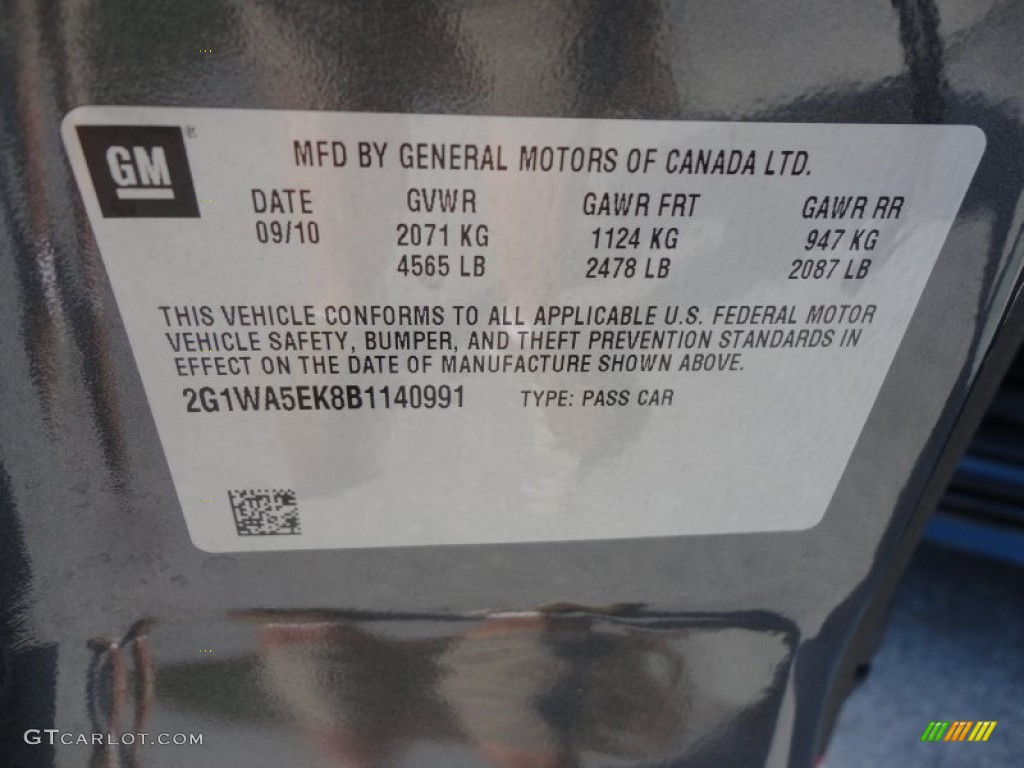 GM
MFD BY GENERAL MOTORS OF CANADA LTD.
DATE GVWR GAWR FRT GAWR RR
09/10 2071 KG 1124 KG 947 KG
4565 LB 2478 LB 2087 LB
THIS VEHICLE CONFORMS TO ALL APPLICABLE U.S. FEDERAL MOTOR
VEHICLE SAFETY, BUMPER, AND THEFT PREVENTION STANDARDS IN
EFFECT ON THE DATE OF MANUFACTURE SHOWN ABOVE.
2G1WA5EK8B1140991 TYPE: PASS CAR
GTCARLOT.COM